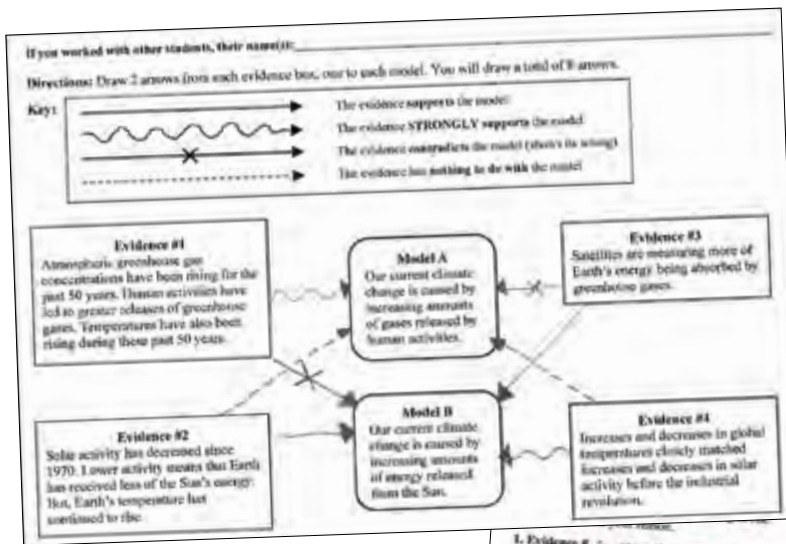 If you worked with other students, their name(s):
Directions: Draw 2 arrows from each evidence box, one to each model. You will draw a total of 8 arrows.
Key:
The evidence supports the model
The evidence STRONGLY supports the model
The evidence contradicts the model (shows its wrong)
The evidence has nothing to do with the model
Evidence #1
Atmospheric greenhouse gas
concentrations have been rising for the
past 50 years. Human activities have
led to greater releases of greenhouse
gases. Temperatures have also been
rising during these past 50 years.
Model A
Our current climate
change is caused by
increasing amounts
of gases released by
human activities.
Evidence #3
Satellites are measuring more of
Earth's energy being absorbed by
greenhouse gases.
Evidence #2
Solar activity has decreased since
1970. Lower activity means that Earth
has received less of the Sun's energy.
But, Earth's temperature has
continued to rise.
Model B
Our current climate
change is caused by
increasing amounts
of energy released
from the Sun.
Evidence #4
Increases and decreases in global
temperatures closely matched
increases and decreases in solar
activity before the industrial
revolution.
1. Evidence #